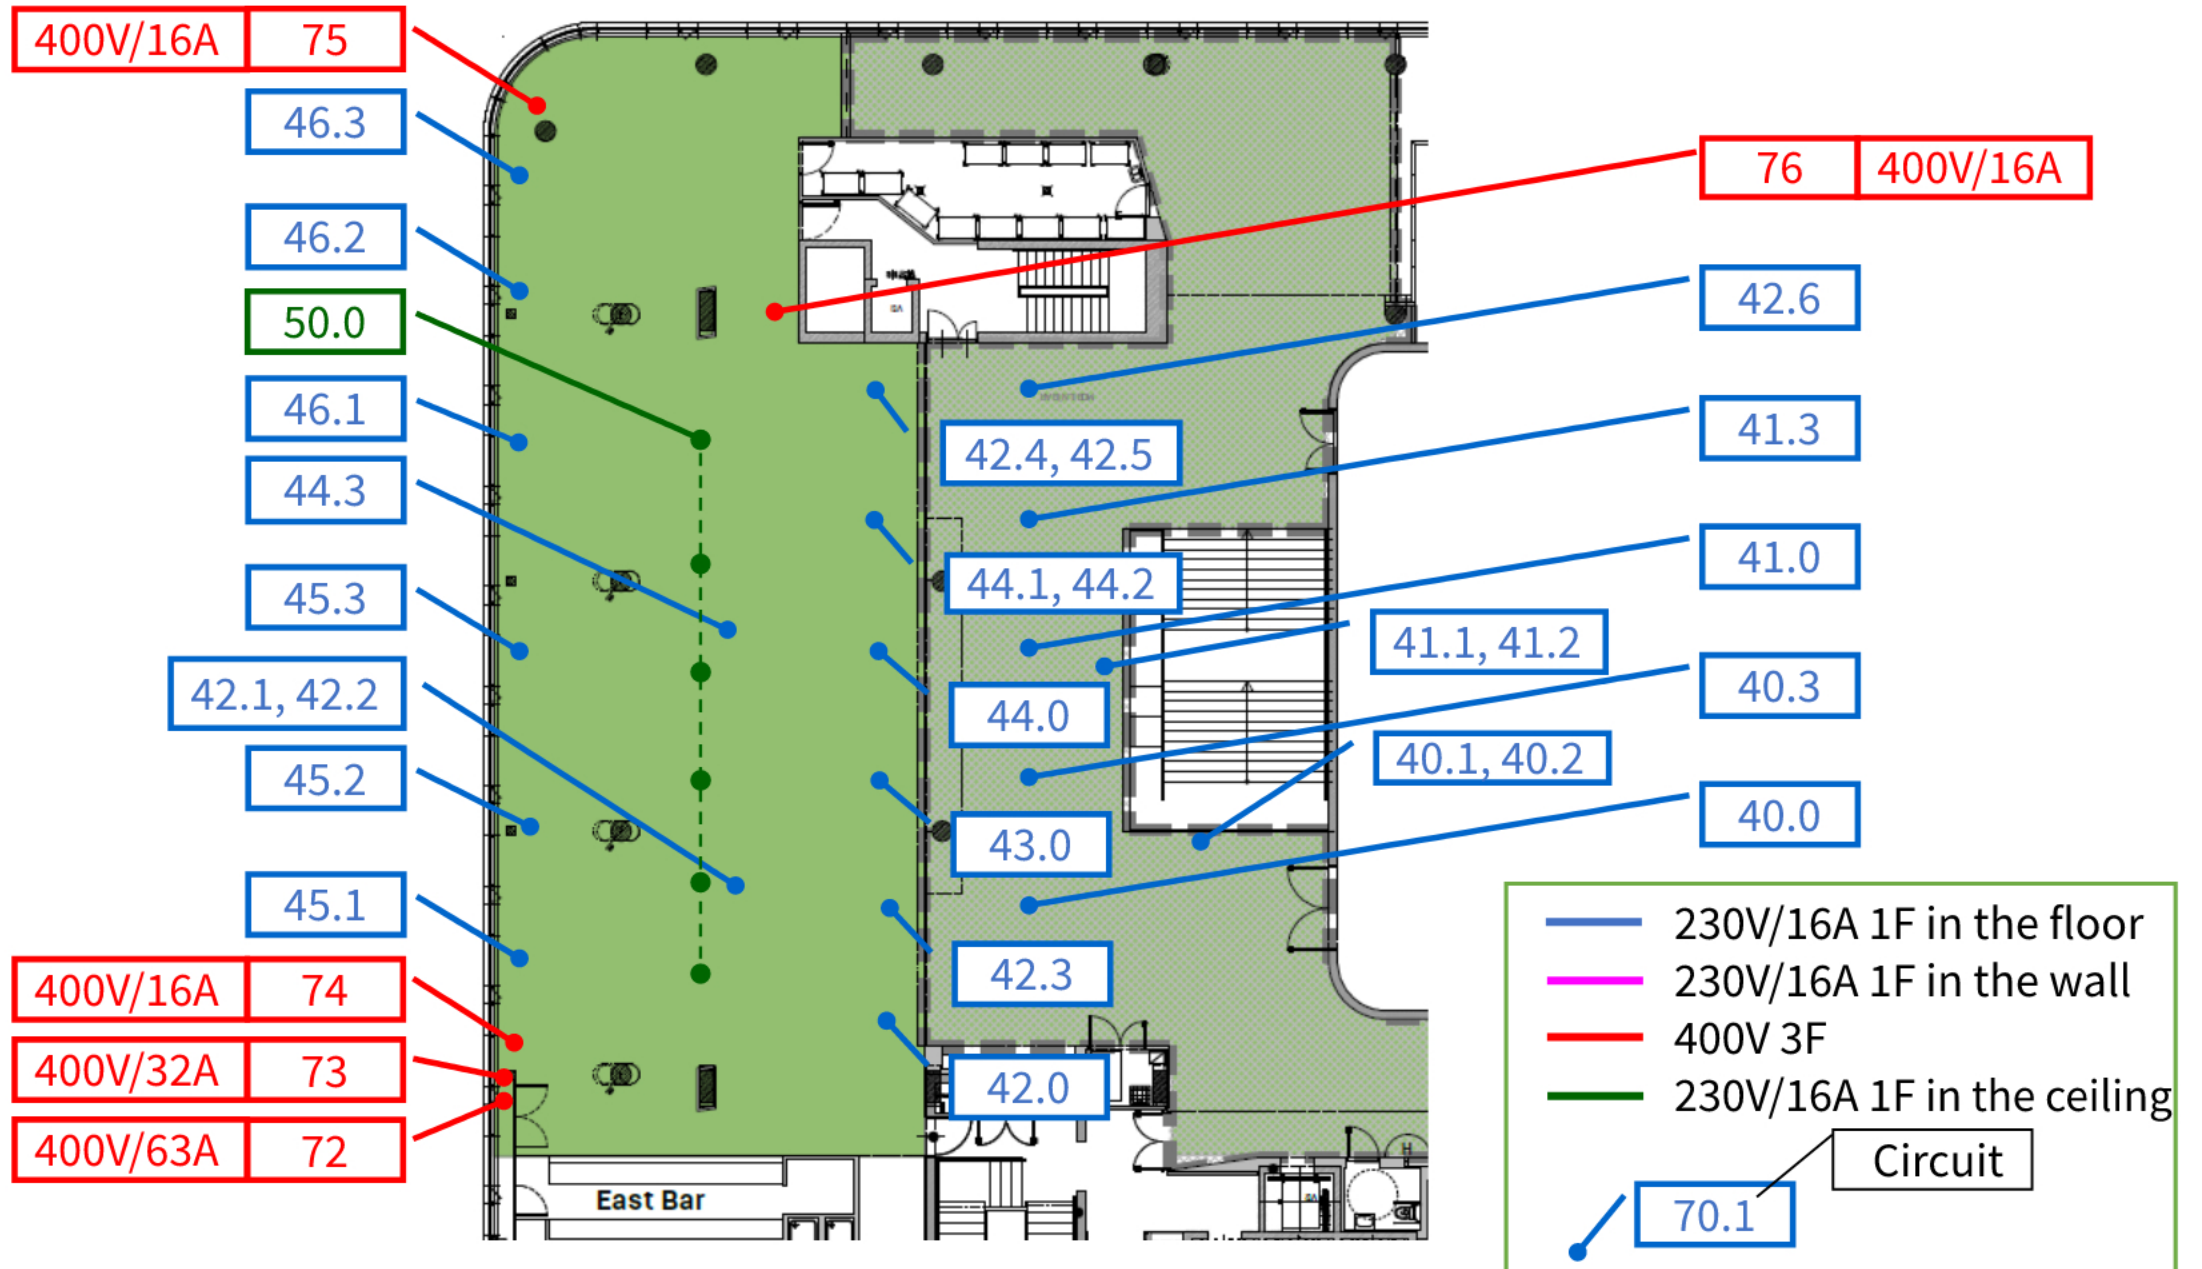 400V/16A 75
46.3
46.2
50.0
46.1
44.3
45.3
42.1, 42.2
45.2
45.1
400V/16A 74
400V/32A 73
400V/63A 72
76 400V/16A
42.6
42.4, 42.5
41.3
44.1, 44.2
41.0
41.1, 41.2
44.0
40.3
40.1, 40.2
43.0
40.0
42.3
42.0
East Bar
H
230V/16A 1F in the floor
230V/16A 1F in the wall
400V 3F
230V/16A 1F in the ceiling
Circuit
70.1